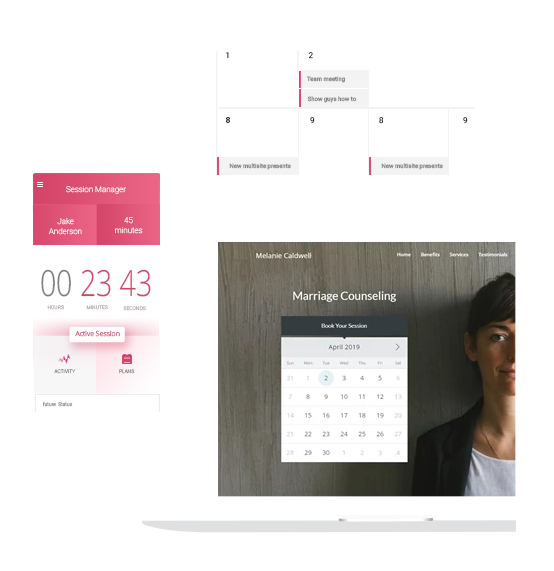 1 2
Team meeting
Show guys how to
8 9 8 9
New multisite presents New multisite presents
Session Manager
Jake
Anderson
45
minutes
00 23 43
HOURS MINUTES SECONDS
Active Session
ACTIVITY PLANS
future Status
Melanie Caldwell Home Benefits Services Testimonials
Marriage Counseling
Book Your Session
April 2019
Sun Mon Tue Wed Thu Fri Sat
31 1 2 3 4 5 6
7 8 9 10 11 12 13
14 15 16 17 18 19 20
21 22 23 24 25 26 27
28 29 30 1 2 3 4